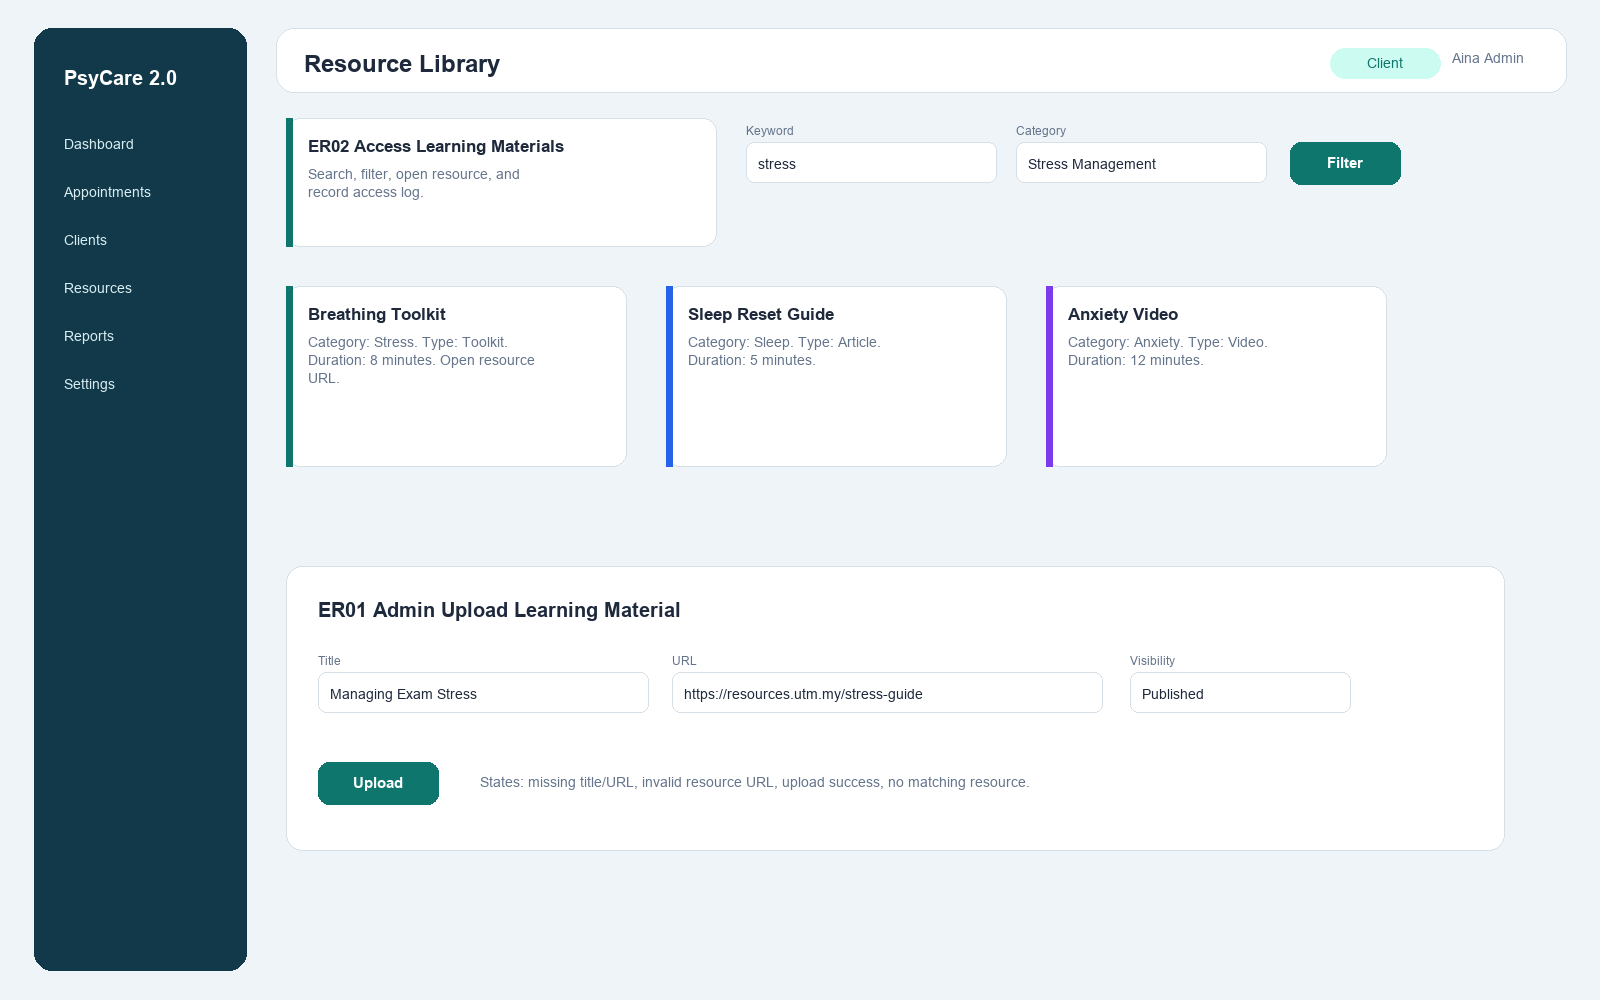 PsyCare 2.0
Dashboard
Appointments
Clients
Resources
Reports
Settings
Resource Library
Client
Aina Admin
ER02 Access Learning Materials
Search, filter, open resource, and
record access log.
Keyword
stress
Category
Stress Management
Filter
Breathing Toolkit
Category: Stress. Type: Toolkit.
Duration: 8 minutes. Open resource
URL.
Sleep Reset Guide
Category: Sleep. Type: Article.
Duration: 5 minutes.
Anxiety Video
Category: Anxiety. Type: Video.
Duration: 12 minutes.
ER01 Admin Upload Learning Material
Title
Managing Exam Stress
URL
https://resources.utm.my/stress-guide
Visibility
Published
Upload
States: missing title/URL, invalid resource URL, upload success, no matching resource.